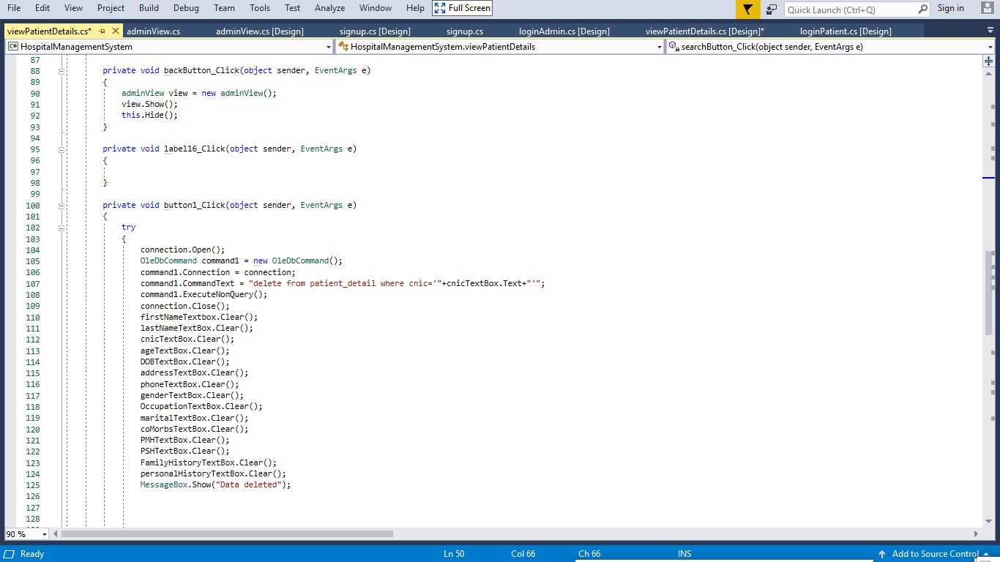 File Edit View Project Build Debug Team Tools Test Analyze Window Help Full Screen Quick Launch (Ctrl+Q) Sign in
viewPatientDetails.cs* adminView.cs adminView.cs [Design] signup.cs [Design] signup.cs loginAdmin.cs [Design] viewPatientDetails.cs [Design]* loginPatient.cs [Design]
C# HospitalManagementSystem HospitalManagementSystem.viewPatientDetails searchButton_Click(object sender, EventArgs e)
87
88 private void backButton_Click(object sender, EventArgs e)
89 {
90 adminView view = new adminView();
91 view.Show();
92 this.Hide();
93 }
94
95 private void label16_Click(object sender, EventArgs e)
96 {
97
98 }
99
100 private void button1_Click(object sender, EventArgs e)
101 {
102 try
103 {
104 connection.Open();
105 OleDbCommand command1 = new OleDbCommand();
106 command1.Connection = connection;
107 command1.CommandText = "delete from patient_detail where cnic='"+cnicTextBox.Text+"'";
108 command1.ExecuteNonQuery();
109 connection.Close();
110 firstNameTextbox.Clear();
111 lastNameTextBox.Clear();
112 cnicTextBox.Clear();
113 ageTextBox.Clear();
114 DOBTextBox.Clear();
115 addressTextBox.Clear();
116 phoneTextBox.Clear();
117 genderTextBox.Clear();
118 OccupationTextBox.Clear();
119 maritalTextBox.Clear();
120 coMorbsTextBox.Clear();
121 PMHTextBox.Clear();
122 PSHTextBox.Clear();
123 FamilyHistoryTextBox.Clear();
124 personalHistoryTextBox.Clear();
125 MessageBox.Show("Data deleted");
126
127
128
90 %
Ready Ln 50 Col 66 Ch 66 INS Add to Source Control